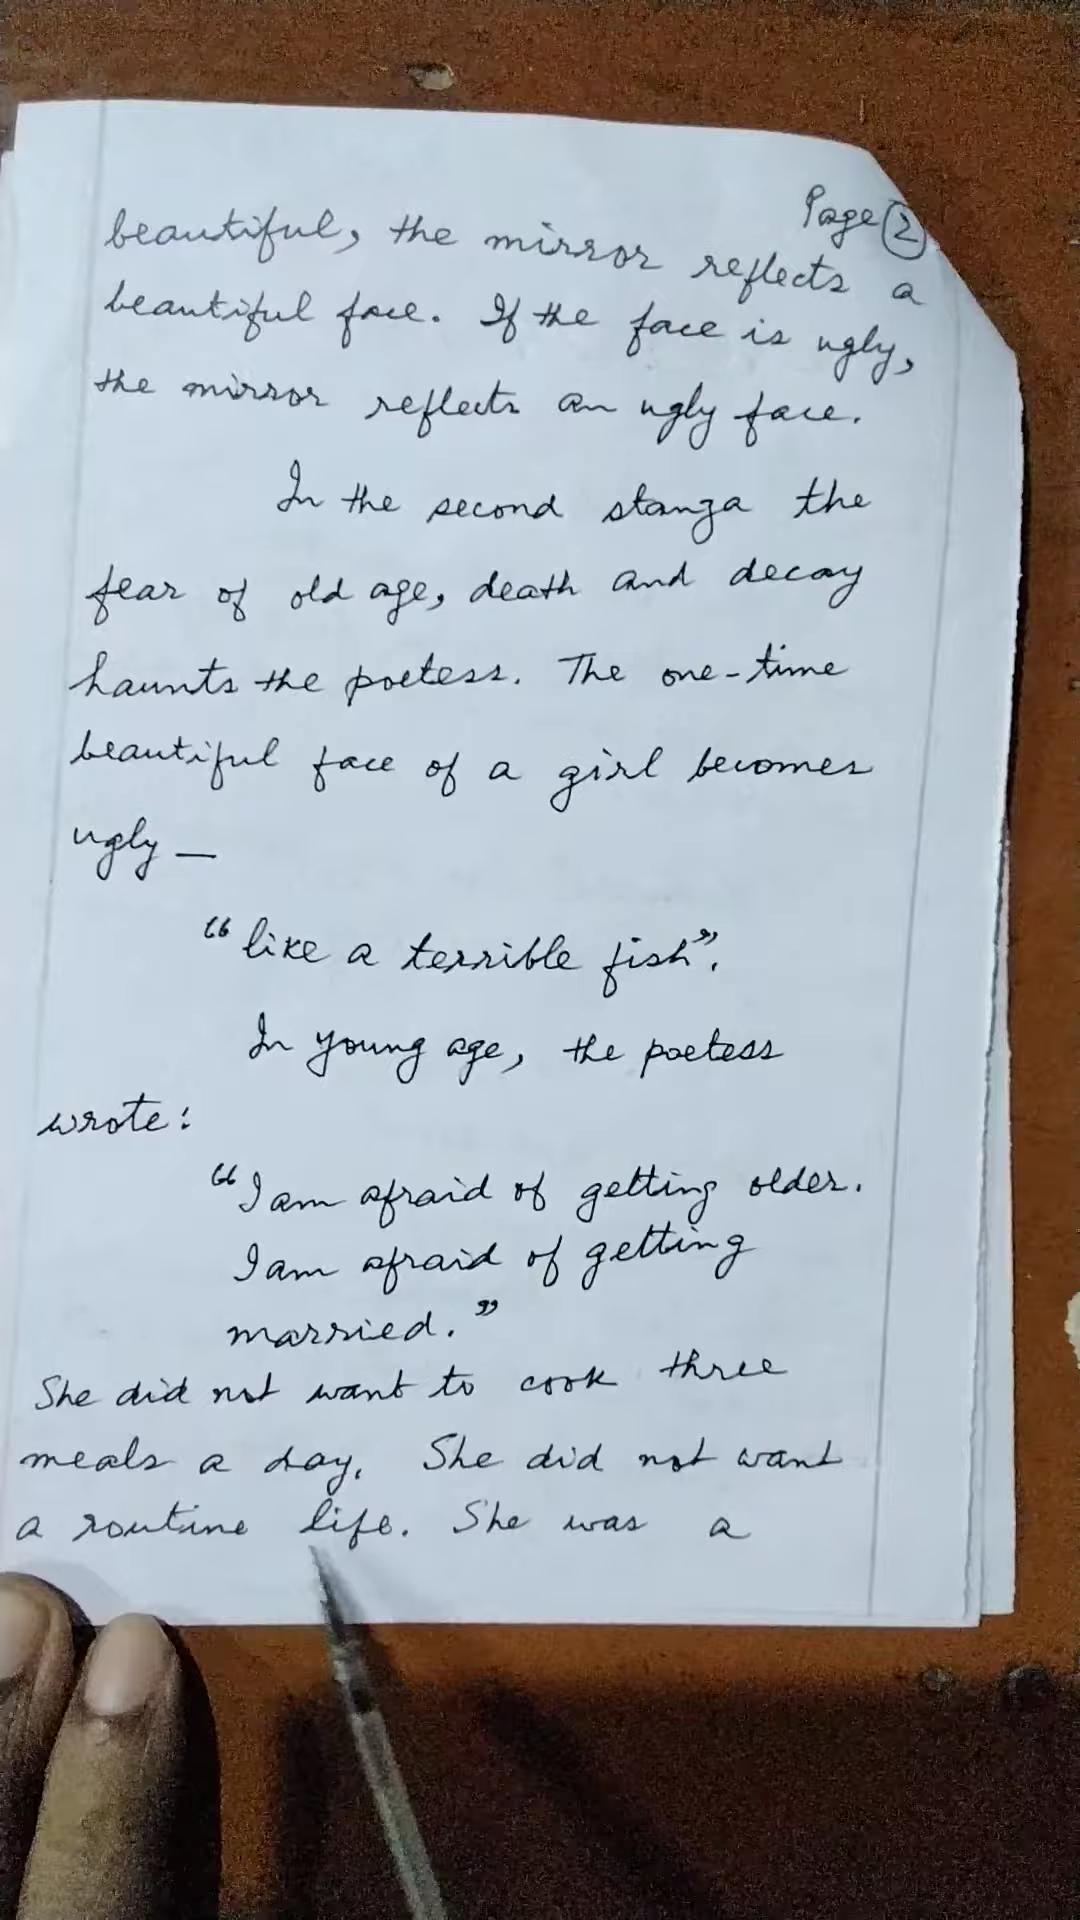 Page 2
beautiful, the mirror reflects a
beautiful face. If the face is ugly,
the mirror reflects an ugly face.
In the second stanza the
fear of old age, death and decay
haunts the poetess. The one-time
beautiful face of a girl becomes
ugly —
"like a terrible fish".
In young age, the poetess
wrote:
"I am afraid of getting older.
I am afraid of getting
married."
She did not want to cook three
meals a day. She did not want
a routine life. She was a